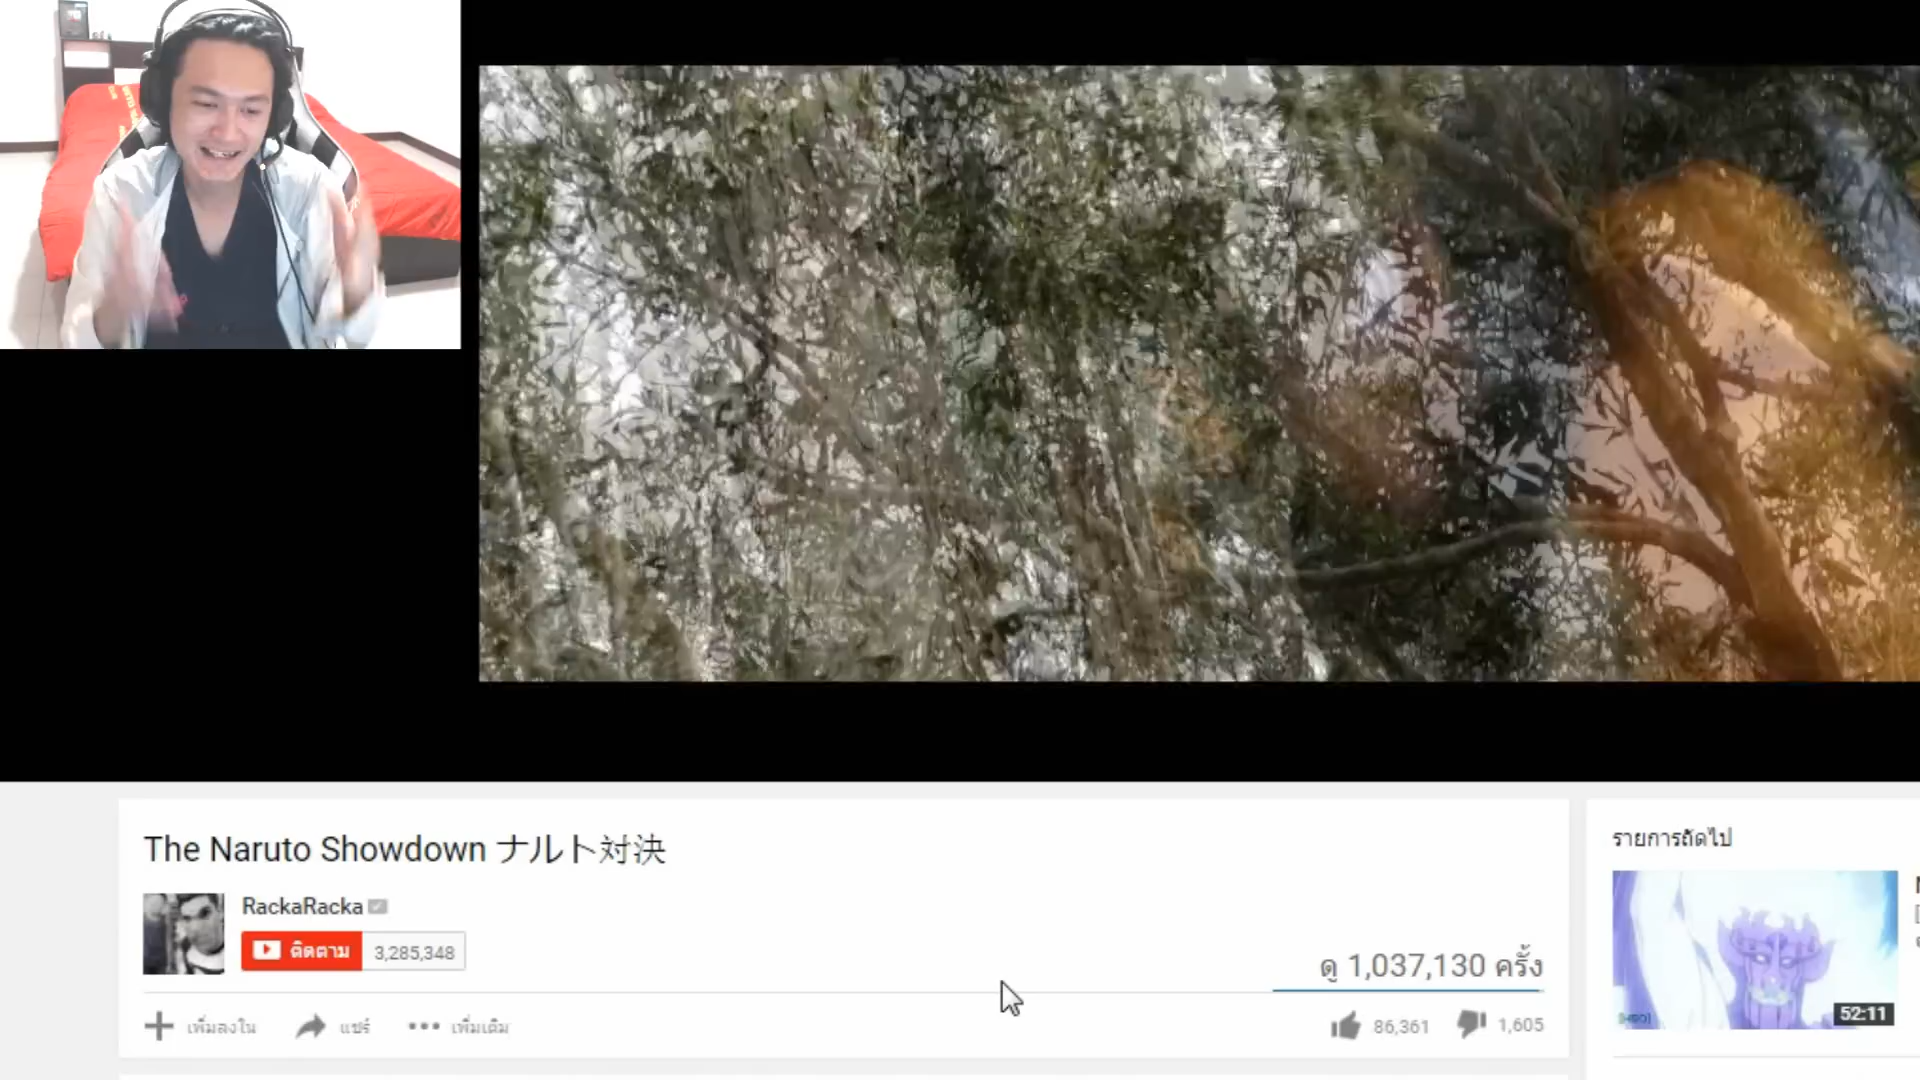 The Naruto Showdown ナルト対決
RackaRacka
ติดตาม 3,285,348
ดู 1,037,130 ครั้ง
เพิ่มลงใน แชร์ เพิ่มเติม
86,361 1,605
รายการถัดไป
52:11